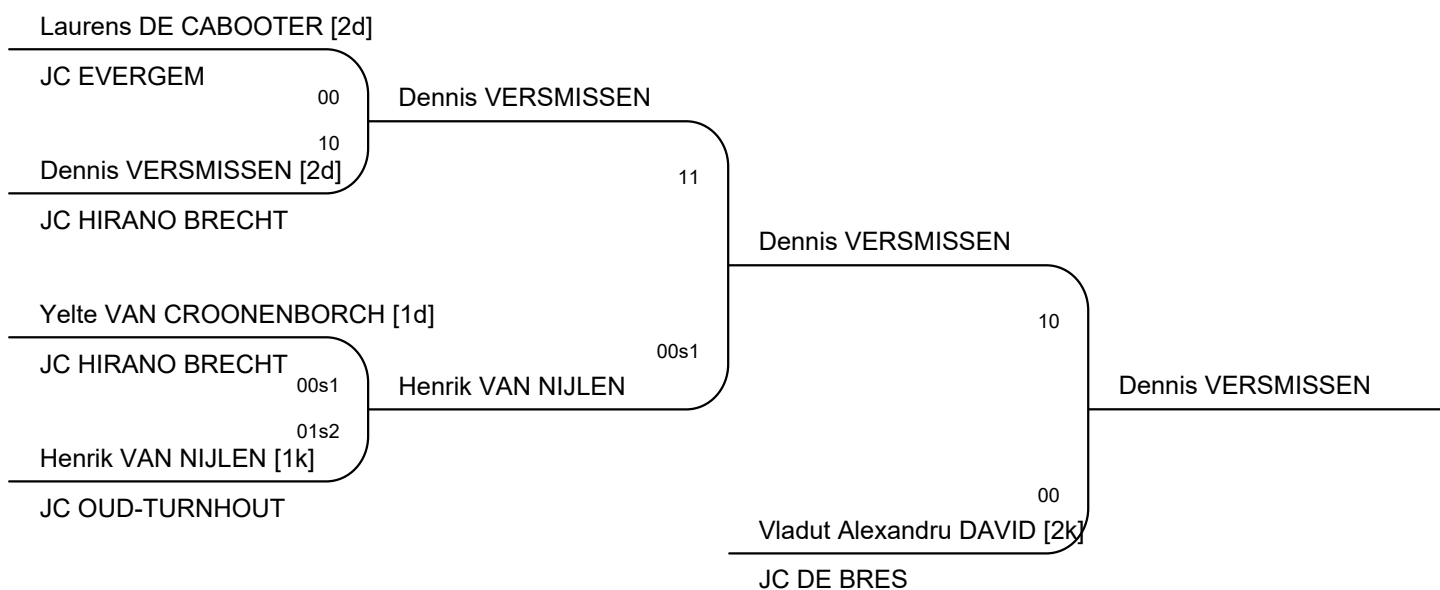 Laurens DE CABOOTER [2d]
JC EVERGEM
00
Dennis VERSMISSEN
10
Dennis VERSMISSEN [2d]
11
JC HIRANO BRECHT
Dennis VERSMISSEN
Yelte VAN CROONENBORCH [1d]
10
JC HIRANO BRECHT
00s1
00s1
Henrik VAN NIJLEN
Dennis VERSMISSEN
01s2
Henrik VAN NIJLEN [1k]
00
JC OUD-TURNHOUT
Vladut Alexandru DAVID [2k]
JC DE BRES